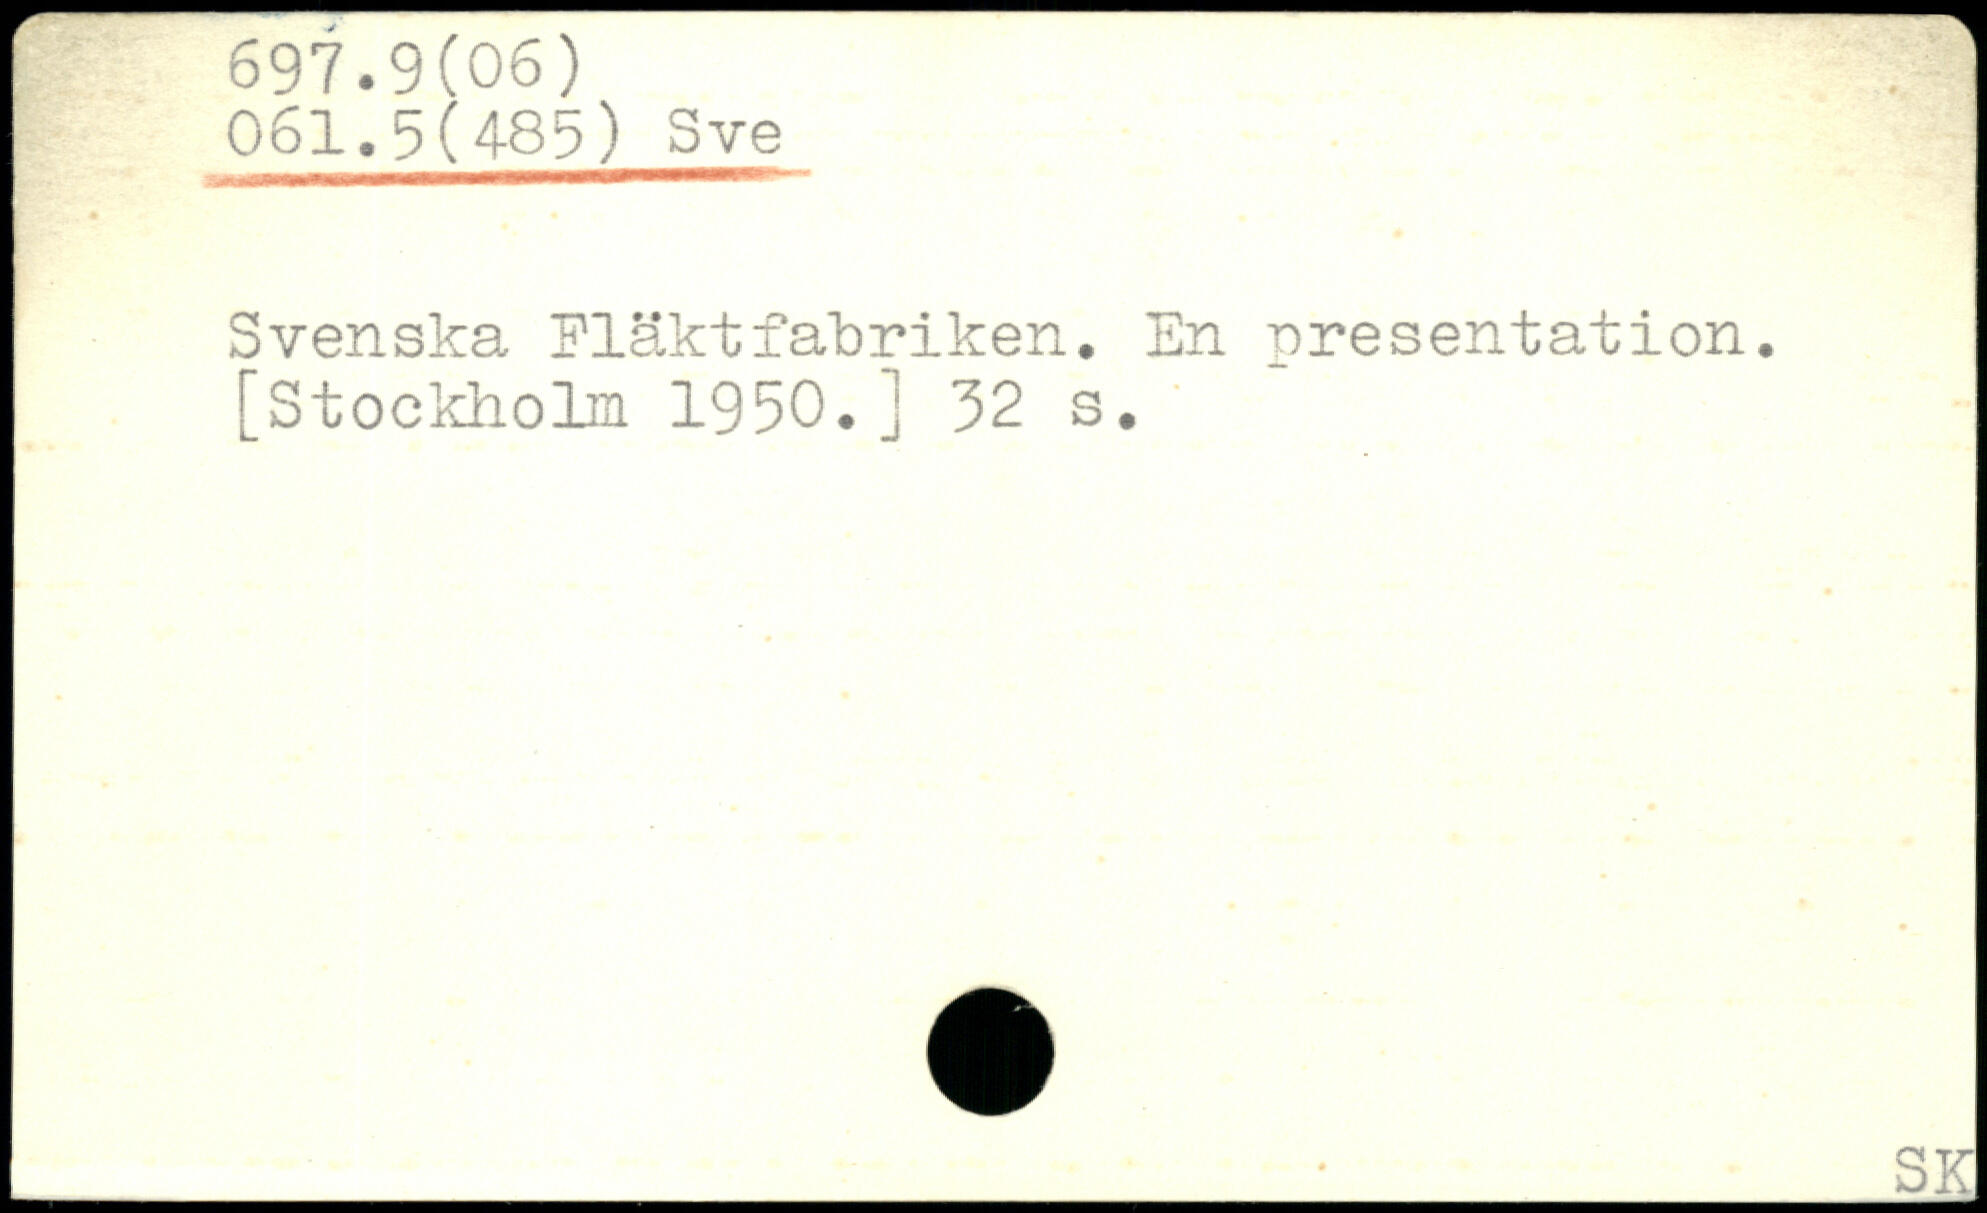 697.9(06)
061.5(485) Sve
Svenska Fläktfabriken. En presentation.
[Stockholm 1950.] 32 s.
SK